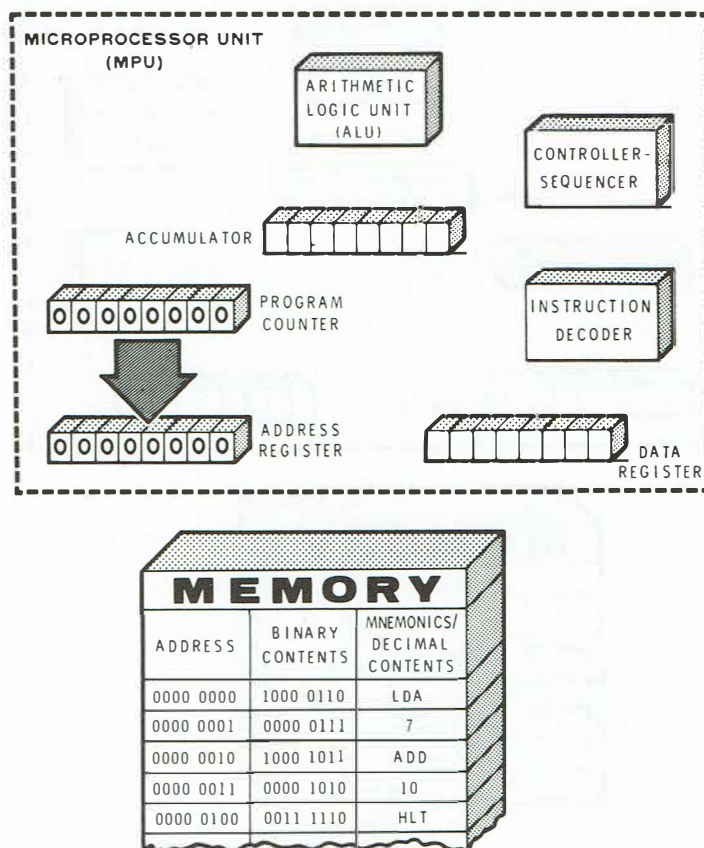 MICROPROCESSOR UNIT
(MPU)
ARITHMETIC
LOGIC UNIT
(ALU)
CONTROLLER-
SEQUENCER
ACCUMULATOR
0 0 0 0 0 0 0 0
PROGRAM
COUNTER
INSTRUCTION
DECODER
0 0 0 0 0 0 0 0
ADDRESS
REGISTER
DATA
REGISTER
MEMORY
ADDRESS
BINARY
CONTENTS
MNEMONICS/
DECIMAL
CONTENTS
0000 0000 1000 0110 LDA
0000 0001 0000 0111 7
0000 0010 1000 1011 ADD
0000 0011 0000 1010 10
0000 0100 0011 1110 HLT